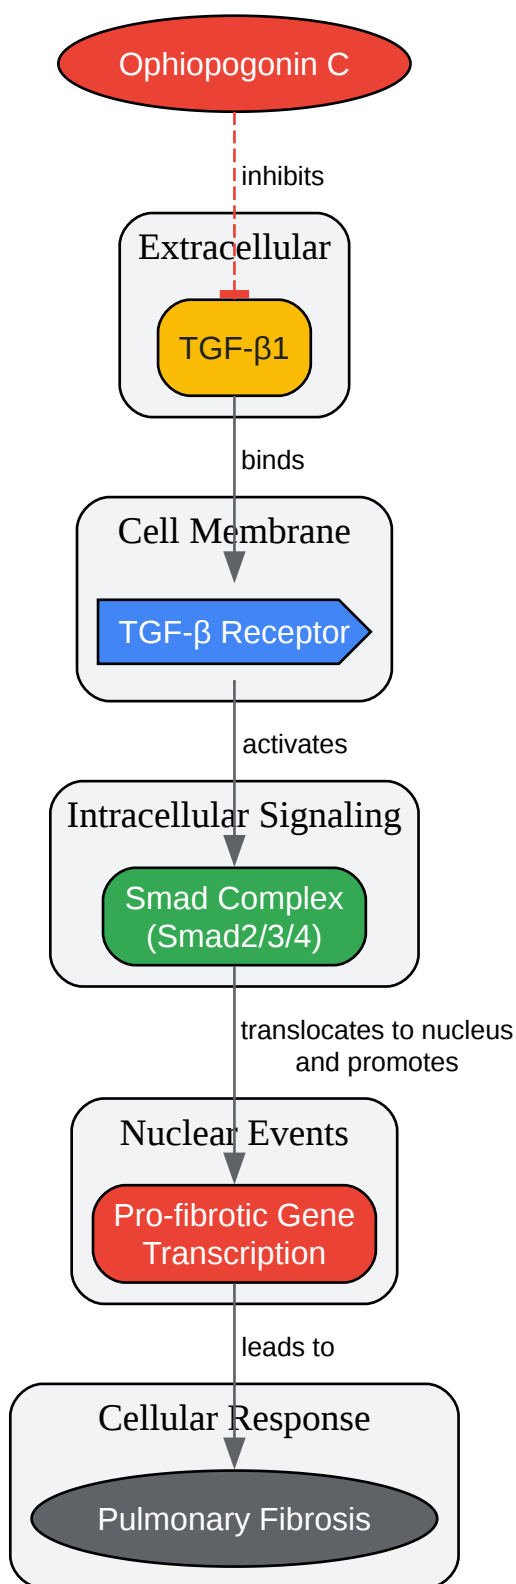 Ophiopogonin C
inhibits
Extracellular
TGF-β1
binds
Cell Membrane
TGF-β Receptor
activates
Intracellular Signaling
Smad Complex
(Smad2/3/4)
translocates to nucleus
and promotes
Nuclear Events
Pro-fibrotic Gene
Transcription
leads to
Cellular Response
Pulmonary Fibrosis